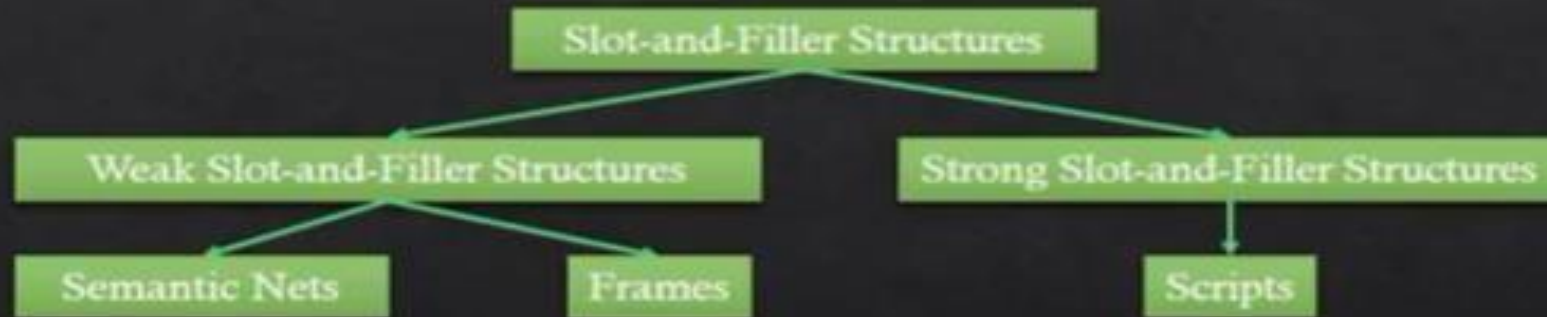 Slot-and-Filler Structures
Weak Slot-and-Filler Structures
Strong Slot-and-Filler Structures
Semantic Nets
Frames
Scripts